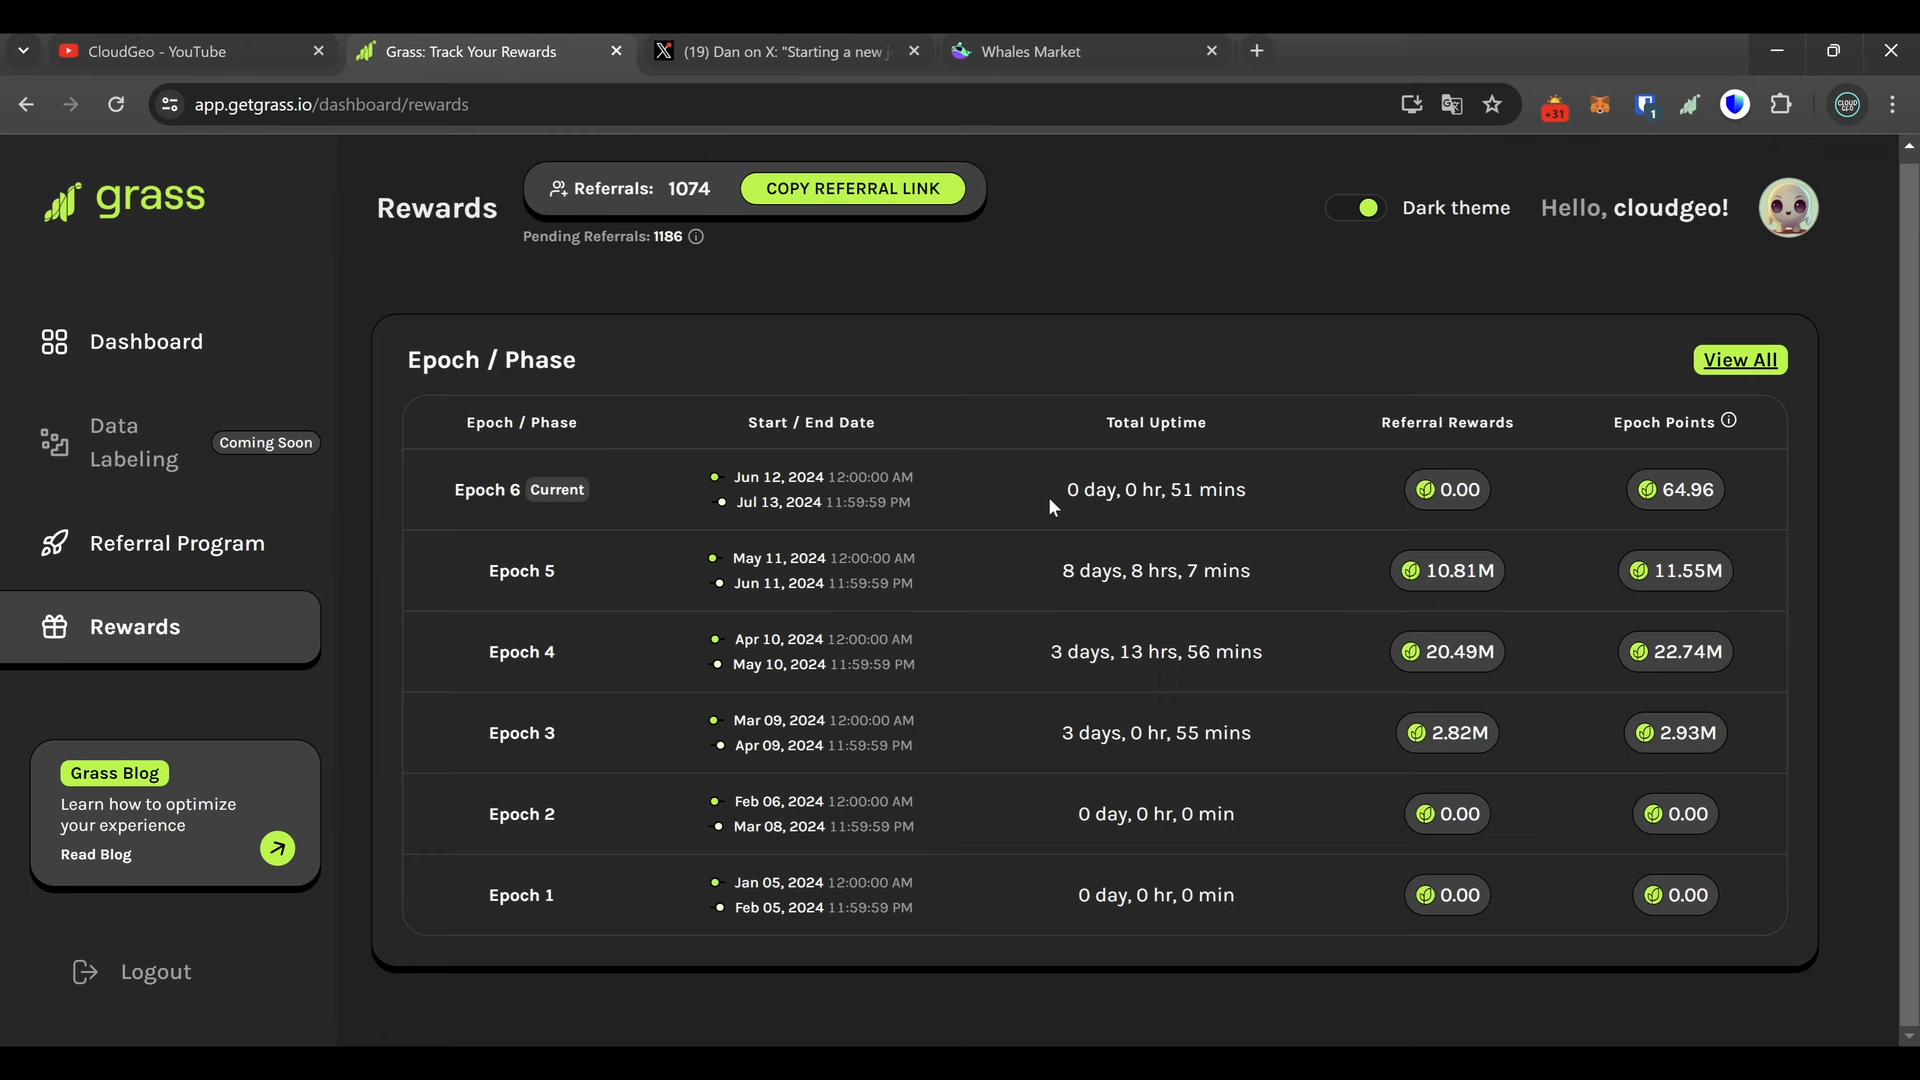 CloudGeo - YouTube
Grass: Track Your Rewards
(19) Dan on X: "Starting a new j
Whales Market
app.getgrass.io/dashboard/rewards
+31
1
CLOUD
GEO
grass
Rewards
Referrals: 1074
COPY REFERRAL LINK
Pending Referrals: 1186
Dark theme
Hello, cloudgeo!
Dashboard
Data
Labeling
Coming Soon
Referral Program
Rewards
Grass Blog
Learn how to optimize
your experience
Read Blog
Logout
Epoch / Phase
View All
Epoch / Phase Start / End Date Total Uptime Referral Rewards Epoch Points
Epoch 6 Current
Jun 12, 2024 12:00:00 AM
Jul 13, 2024 11:59:59 PM
0 day, 0 hr, 51 mins
0.00
64.96
Epoch 5
May 11, 2024 12:00:00 AM
Jun 11, 2024 11:59:59 PM
8 days, 8 hrs, 7 mins
10.81M
11.55M
Epoch 4
Apr 10, 2024 12:00:00 AM
May 10, 2024 11:59:59 PM
3 days, 13 hrs, 56 mins
20.49M
22.74M
Epoch 3
Mar 09, 2024 12:00:00 AM
Apr 09, 2024 11:59:59 PM
3 days, 0 hr, 55 mins
2.82M
2.93M
Epoch 2
Feb 06, 2024 12:00:00 AM
Mar 08, 2024 11:59:59 PM
0 day, 0 hr, 0 min
0.00
0.00
Epoch 1
Jan 05, 2024 12:00:00 AM
Feb 05, 2024 11:59:59 PM
0 day, 0 hr, 0 min
0.00
0.00